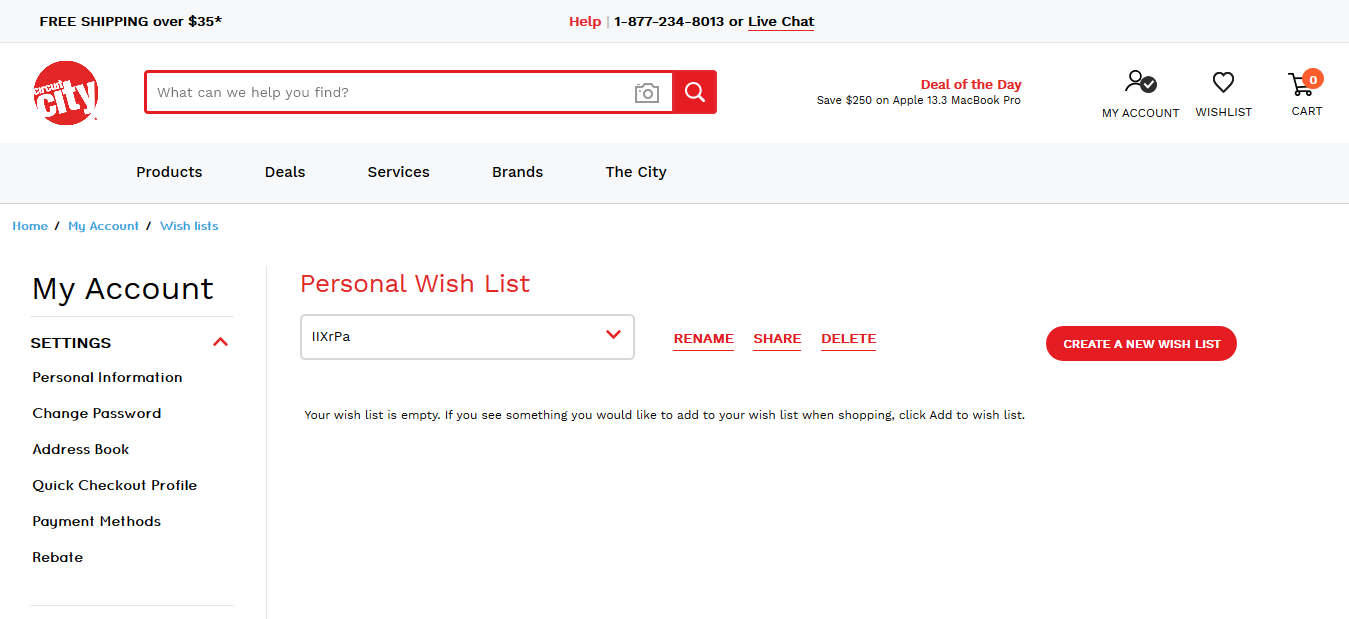 FREE SHIPPING over $35*
Help | 1-877-234-8013 or Live Chat
circuit city
What can we help you find?
Deal of the Day
Save $250 on Apple 13.3 MacBook Pro
MY ACCOUNT
WISHLIST
0
CART
Products
Deals
Services
Brands
The City
Home / My Account / Wish lists
My Account
SETTINGS
Personal Information
Change Password
Address Book
Quick Checkout Profile
Payment Methods
Rebate
Personal Wish List
IIXrPa
RENAME
SHARE
DELETE
CREATE A NEW WISH LIST
Your wish list is empty. If you see something you would like to add to your wish list when shopping, click Add to wish list.